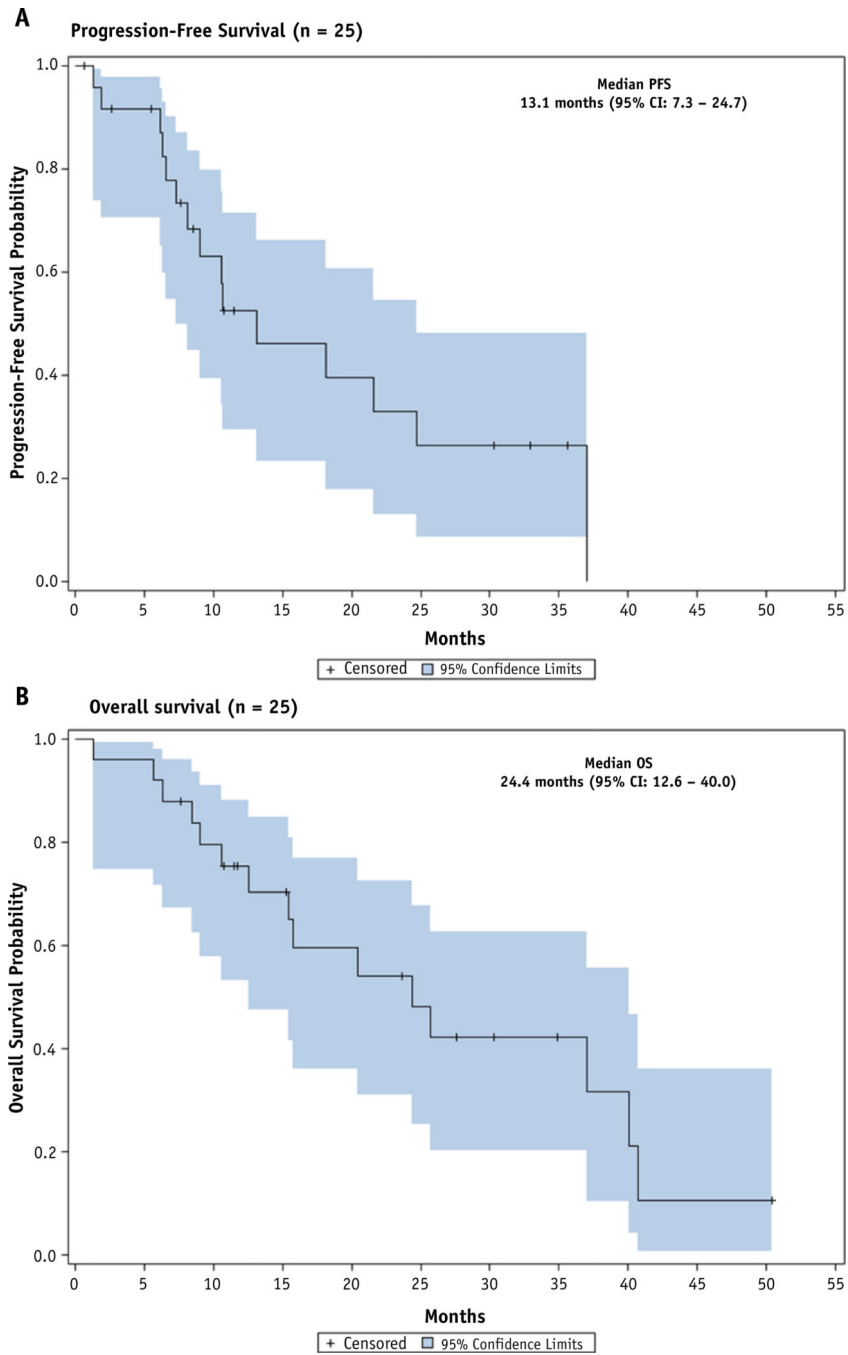 A
Progression-Free Survival (n = 25)
Median PFS
13.1 months (95% CI: 7.3 – 24.7)
Progression-Free Survival Probability
1.0
0.8
0.6
0.4
0.2
0.0
0 5 10 15 20 25 30 35 40 45 50 55
Months
+ Censored 95% Confidence Limits
B
Overall survival (n = 25)
Median OS
24.4 months (95% CI: 12.6 – 40.0)
Overall Survival Probability
1.0
0.8
0.6
0.4
0.2
0.0
0 5 10 15 20 25 30 35 40 45 50 55
Months
+ Censored 95% Confidence Limits